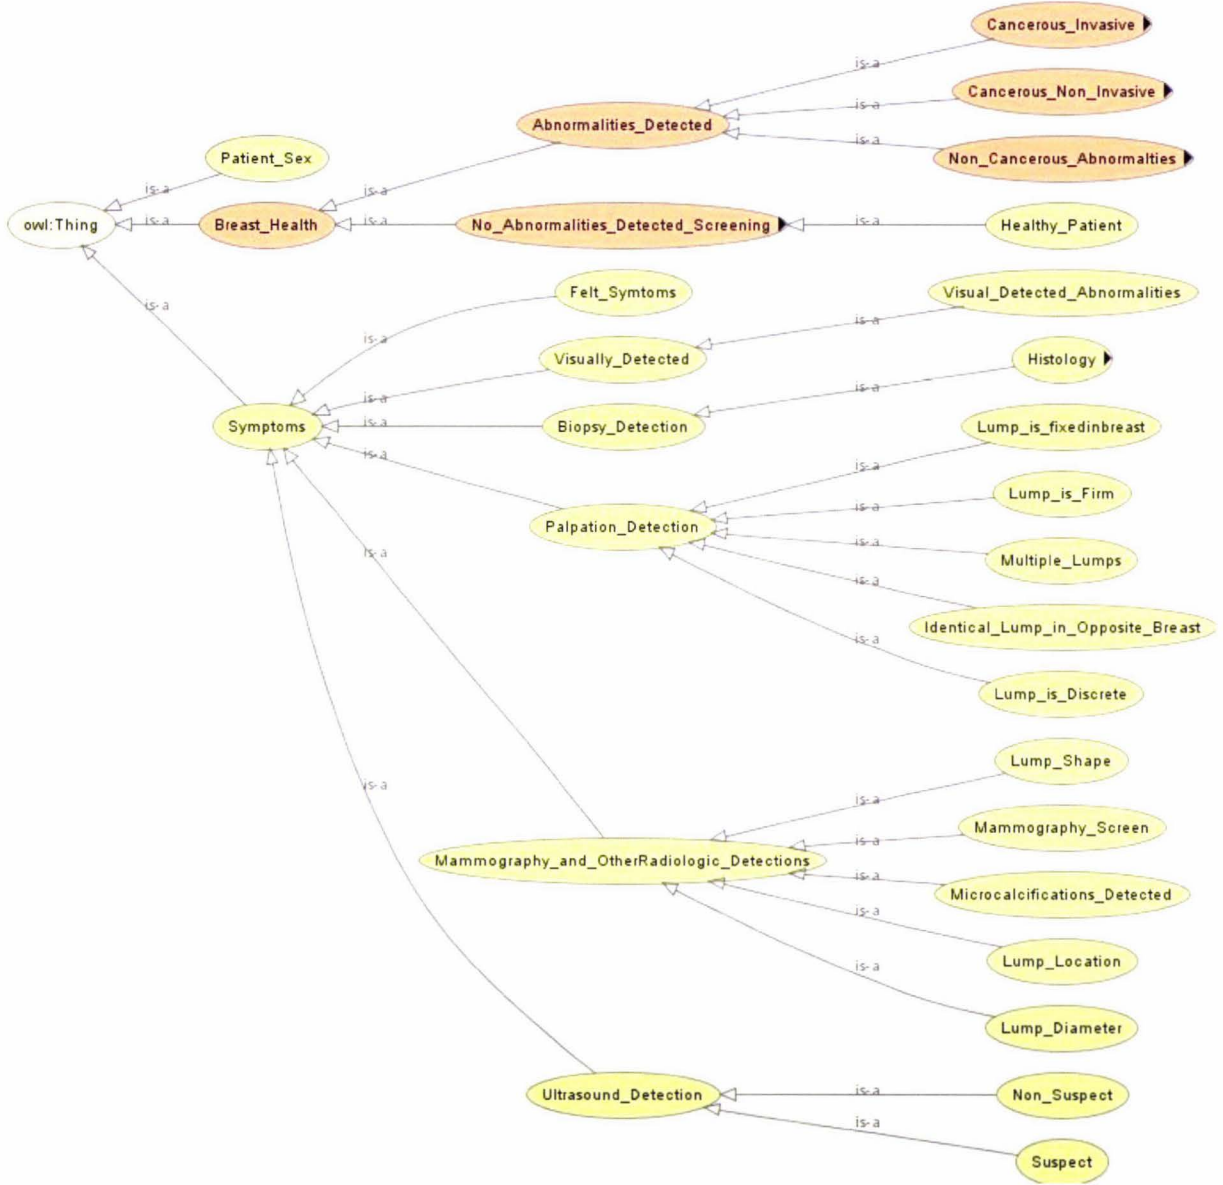 Cancerous_Invasive
is-a
Cancerous_Non_Invasive
is-a
Abnormalities_Detected
is-a
Non_Cancerous_Abnormalties
Patient_Sex
is-a
is-a
owl:Thing
is-a
Breast_Health
is-a
No_Abnormalities_Detected_Screening
Healthy_Patient
Felt_Symtoms
Visual_Detected_Abnormalities
is-a
is-a
is-a
Visually_Detected
Histology
is-a
is-a
Symptoms
is-a
Biopsy_Detection
Lump_is_fixedinbreast
is-a
is-a
Lump_is_Firm
is-a
Palpation_Detection
is-a
Multiple_Lumps
is-a
is-a
Identical_Lump_in_Opposite_Breast
is-a
Lump_is_Discrete
Lump_Shape
is-a
is-a
Mammography_Screen
is-a
Mammography_and_OtherRadiologic_Detections
is-a
Microcalcifications_Detected
is-a
Lump_Location
is-a
Lump_Diameter
Ultrasound_Detection
is-a
Non_Suspect
is-a
Suspect